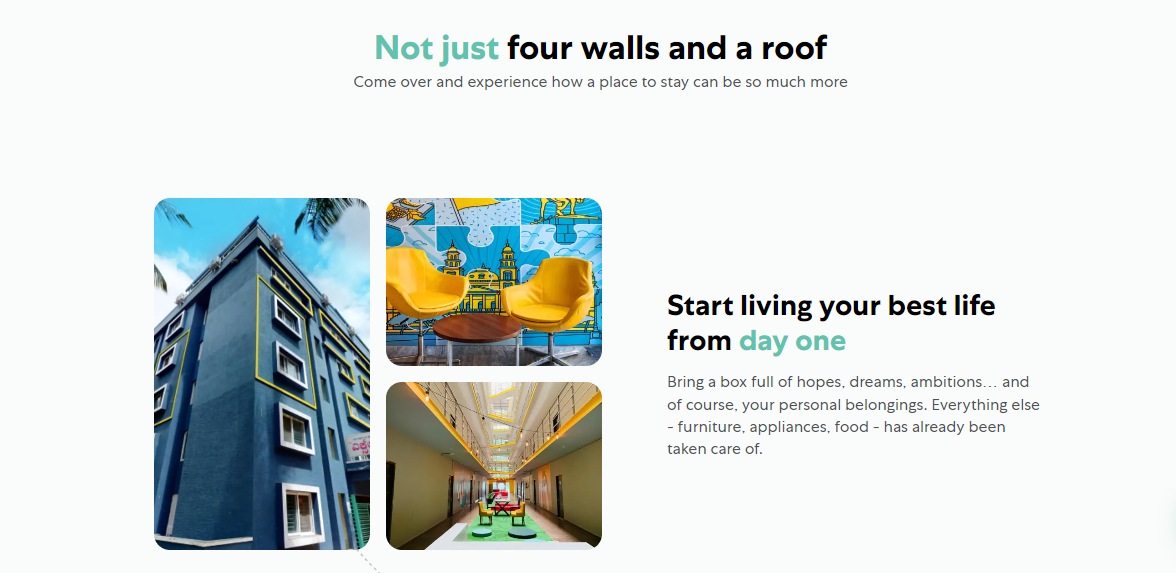 Not just four walls and a roof
Come over and experience how a place to stay can be so much more
Start living your best life
from day one
Bring a box full of hopes, dreams, ambitions... and
of course, your personal belongings. Everything else
- furniture, appliances, food - has already been
taken care of.